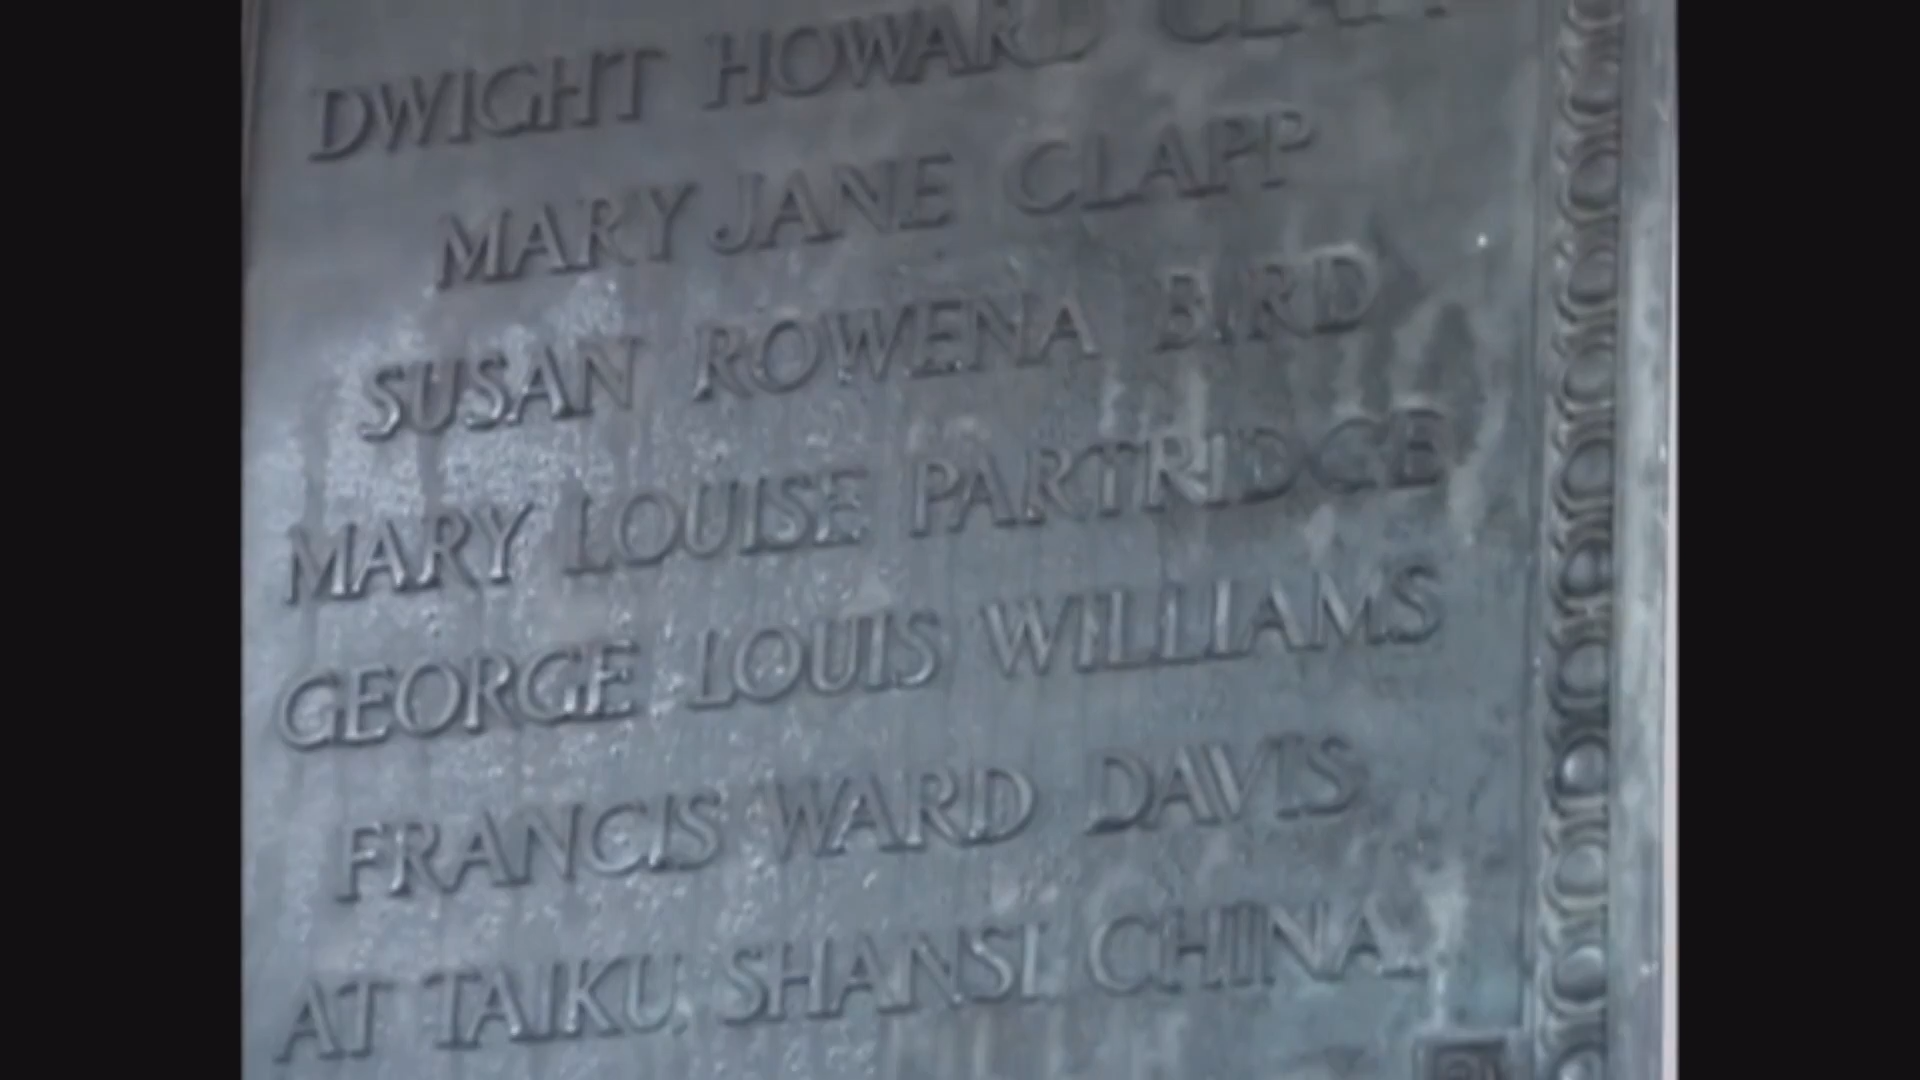 DWIGHT HOWARD CLAPP
MARY JANE CLAPP
SUSAN ROWENA BIRD
MARY LOUISE PARTRIDGE
GEORGE LOUIS WILLIAMS
FRANCIS WARD DAVIS
AT TAIKU, SHANSI, CHINA.